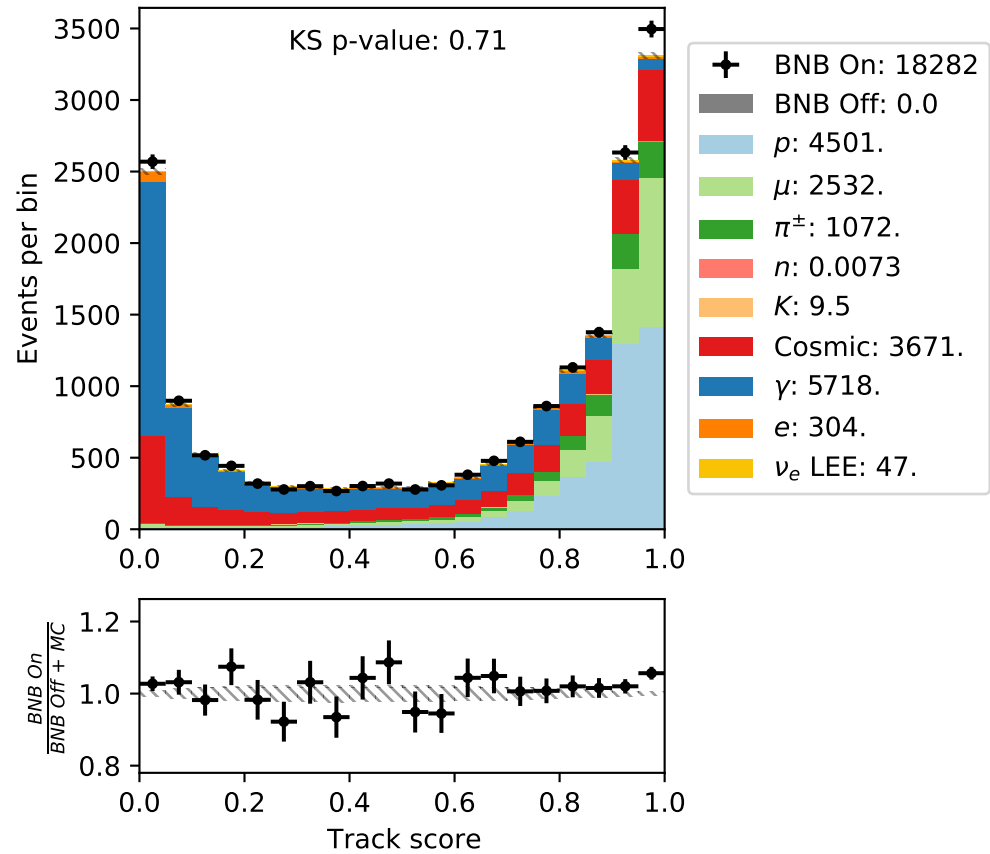 KS p-value: 0.71
Events per bin
3500
3000
2500
2000
1500
1000
500
0
0.0 0.2 0.4 0.6 0.8 1.0
BNB On: 18282
BNB Off: 0.0
p: 4501.
μ: 2532.
π±: 1072.
n: 0.0073
K: 9.5
Cosmic: 3671.
γ: 5718.
e: 304.
νe LEE: 47.
BNB On
BNB Off + MC
1.2
1.0
0.8
0.0 0.2 0.4 0.6 0.8 1.0
Track score